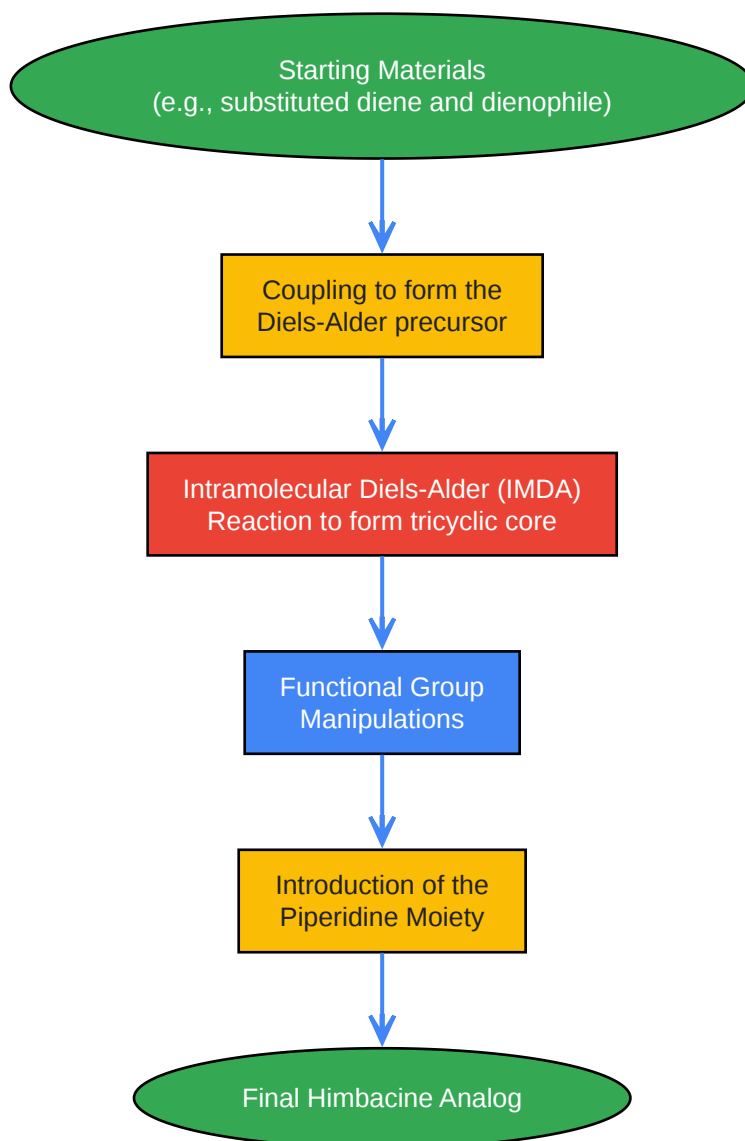 Starting Materials
(e.g., substituted diene and dienophile)
Coupling to form the
Diels-Alder precursor
Intramolecular Diels-Alder (IMDA)
Reaction to form tricyclic core
Functional Group
Manipulations
Introduction of the
Piperidine Moiety
Final Himbacine Analog